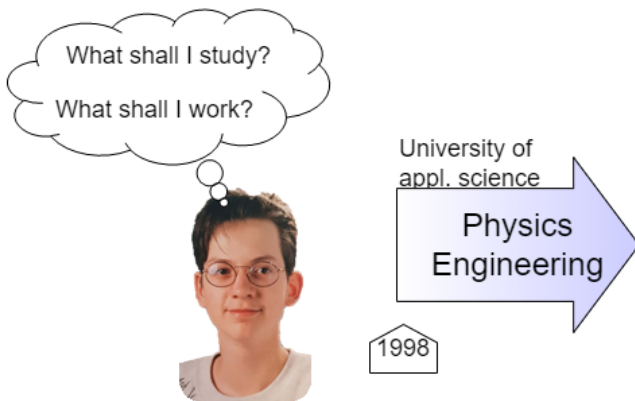 What shall I study?
What shall I work?
University of
appl. science
Physics
Engineering
1998